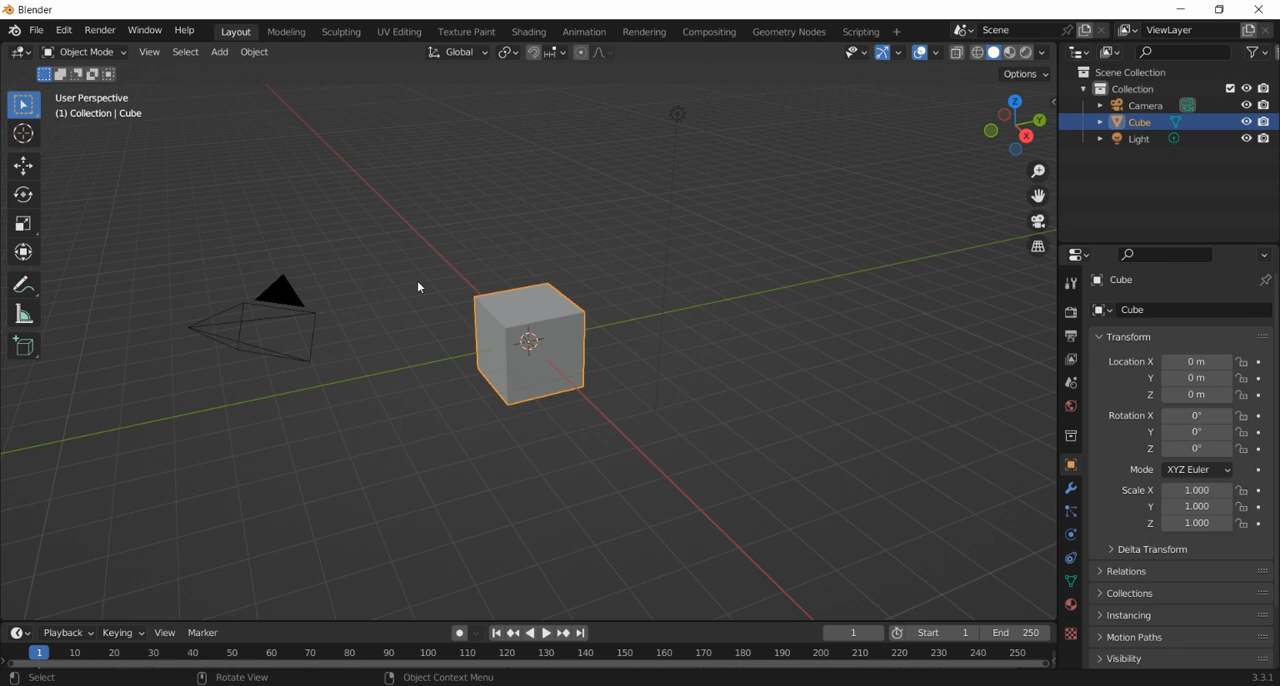 Blender
File Edit Render Window Help Layout Modeling Sculpting UV Editing Texture Paint Shading Animation Rendering Compositing Geometry Nodes Scripting + Scene ViewLayer
Object Mode View Select Add Object Global
Options
User Perspective
(1) Collection | Cube
Z
Y
X
Scene Collection
Collection
Camera
Cube
Light
Cube
Cube
Transform
Location X 0 m
Y 0 m
Z 0 m
Rotation X 0°
Y 0°
Z 0°
Mode XYZ Euler
Scale X 1.000
Y 1.000
Z 1.000
Delta Transform
Relations
Collections
Instancing
Motion Paths
Visibility
Playback Keying View Marker 1 Start 1 End 250
1 10 20 30 40 50 60 70 80 90 100 110 120 130 140 150 160 170 180 190 200 210 220 230 240 250
Select Rotate View Object Context Menu 3.3.1